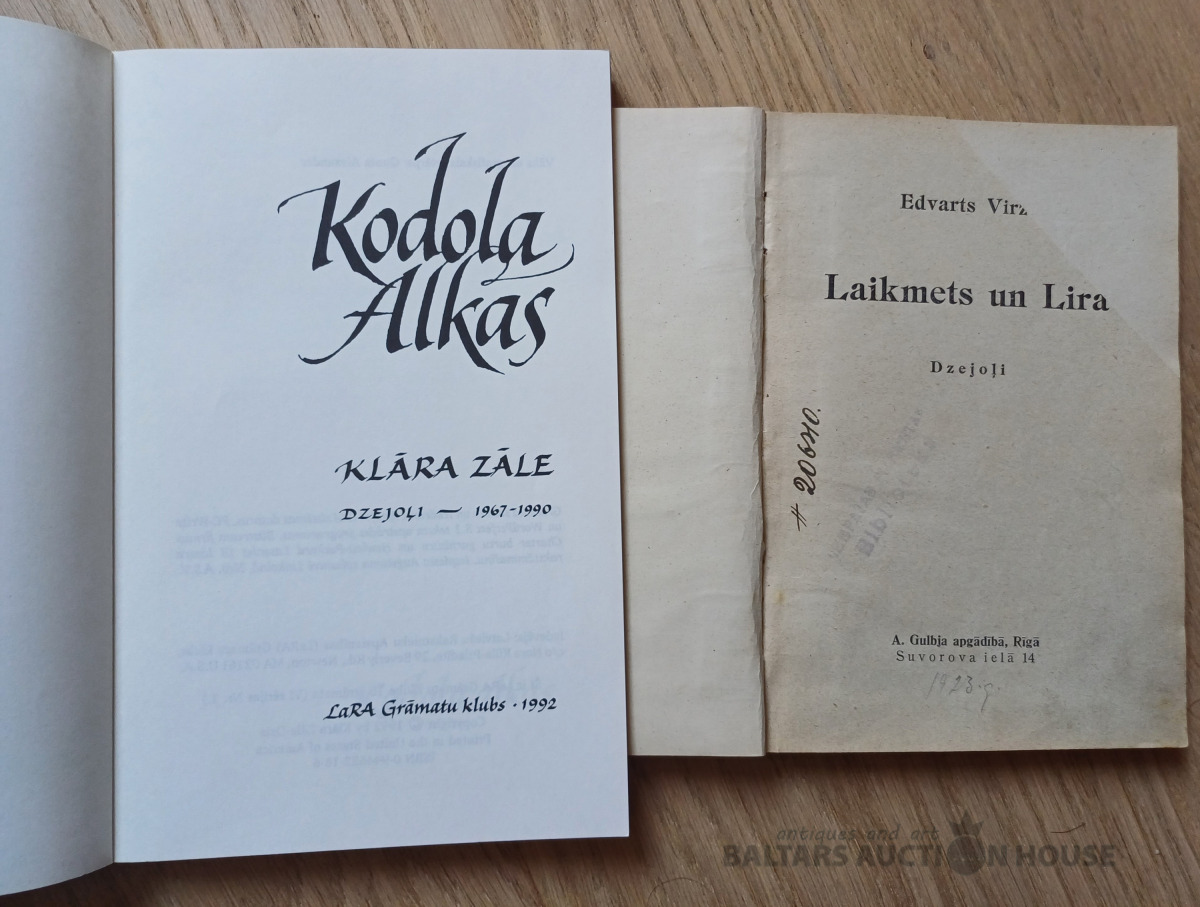 Kodoļa
Alkas
KLĀRA ZĀLE
DZEJOĻI — 1967-1990
LaRA Grāmatu klubs · 1992
Edvarts Virz
Laikmets un Lira
Dzejoļi
# 20640.
A. Gulbja apgādībā, Rīgā
Suvorova ielā 14
1923. g.
antiques and art
BALTARS AUCTION HOUSE